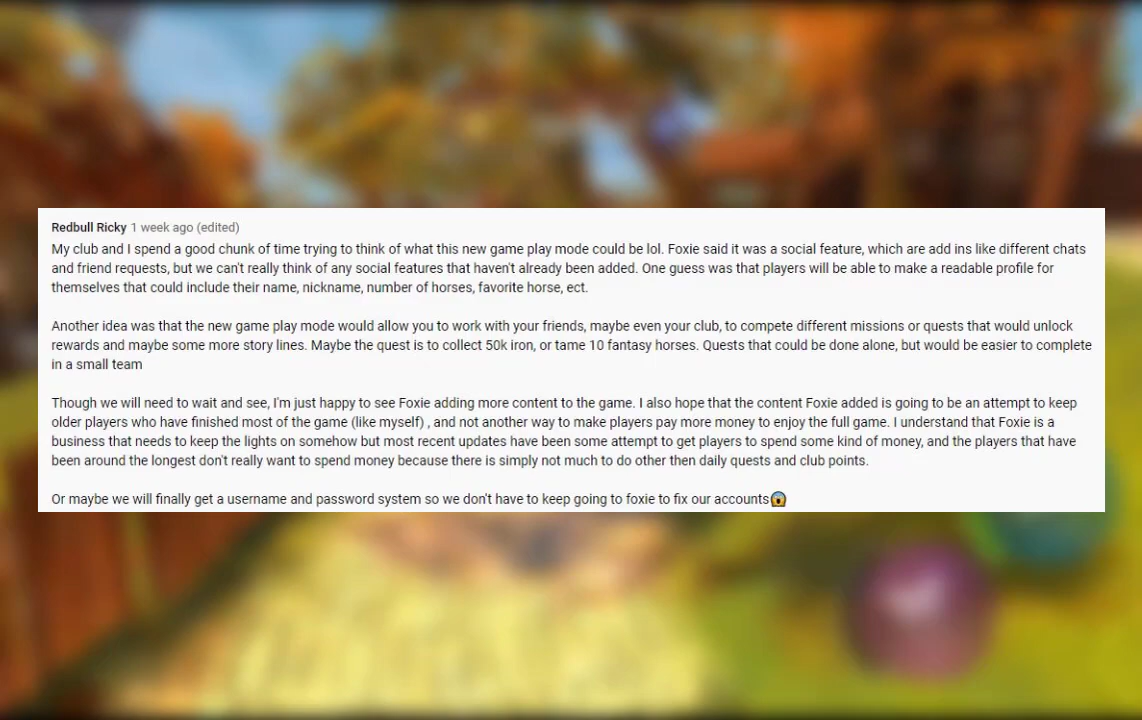 Redbull Ricky 1 week ago (edited)
My club and I spend a good chunk of time trying to think of what this new game play mode could be lol. Foxie said it was a social feature, which are add ins like different chats
and friend requests, but we can't really think of any social features that haven't already been added. One guess was that players will be able to make a readable profile for
themselves that could include their name, nickname, number of horses, favorite horse, ect.
Another idea was that the new game play mode would allow you to work with your friends, maybe even your club, to compete different missions or quests that would unlock
rewards and maybe some more story lines. Maybe the quest is to collect 50k iron, or tame 10 fantasy horses. Quests that could be done alone, but would be easier to complete
in a small team
Though we will need to wait and see, I'm just happy to see Foxie adding more content to the game. I also hope that the content Foxie added is going to be an attempt to keep
older players who have finished most of the game (like myself) , and not another way to make players pay more money to enjoy the full game. I understand that Foxie is a
business that needs to keep the lights on somehow but most recent updates have been some attempt to get players to spend some kind of money, and the players that have
been around the longest don't really want to spend money because there is simply not much to do other then daily quests and club points.
Or maybe we will finally get a username and password system so we don't have to keep going to foxie to fix our accounts😱